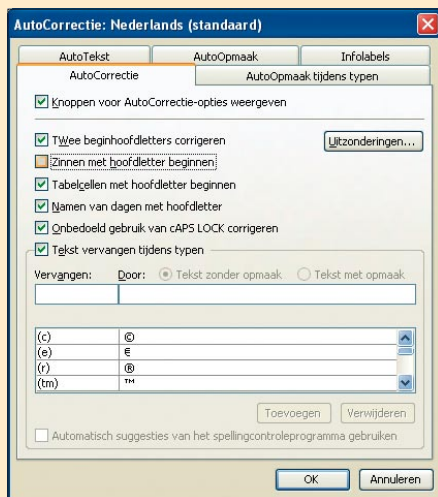 AutoCorrectie: Nederlands (standaard)
AutoTekst AutoOpmaak Infolabels
AutoCorrectie AutoOpmaak tijdens typen
Knoppen voor AutoCorrectie-opties weergeven
TWee beginhoofdletters corrigeren Uitzonderingen...
Zinnen met hoofdletter beginnen
Tabelcellen met hoofdletter beginnen
Namen van dagen met hoofdletter
Onbedoeld gebruik van cAPS LOCK corrigeren
Tekst vervangen tijdens typen
Vervangen: Door: Tekst zonder opmaak Tekst met opmaak
(c) ©
(e) €
(r) ®
(tm) ™
Toevoegen Verwijderen
Automatisch suggesties van het spellingcontroleprogramma gebruiken
OK Annuleren